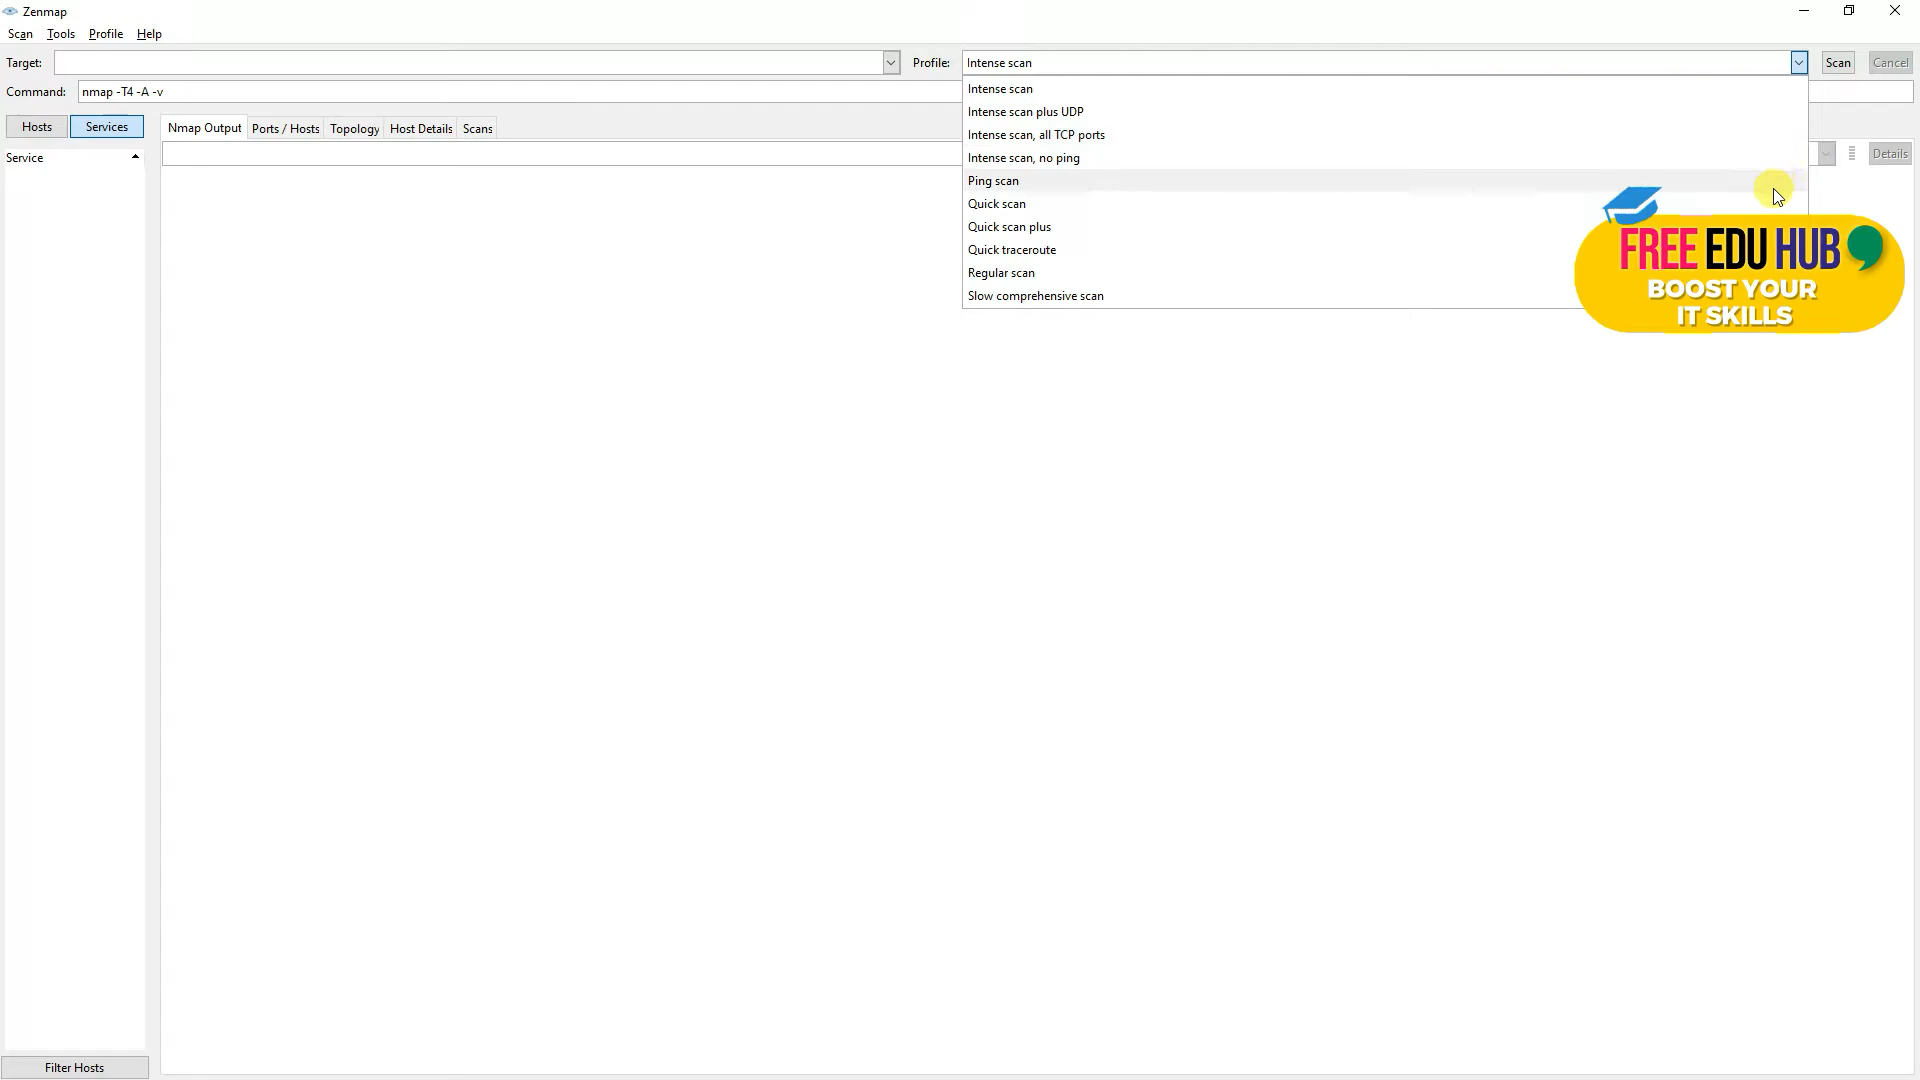 Zenmap
Scan Tools Profile Help
Target: Profile: Intense scan Scan Cancel
Command: nmap -T4 -A -v
Intense scan
Intense scan plus UDP
Intense scan, all TCP ports
Intense scan, no ping
Ping scan
Quick scan
Quick scan plus
Quick traceroute
Regular scan
Slow comprehensive scan
Hosts Services
Nmap Output Ports / Hosts Topology Host Details Scans
Service
Details
FREE EDU HUB
BOOST YOUR
IT SKILLS
Filter Hosts